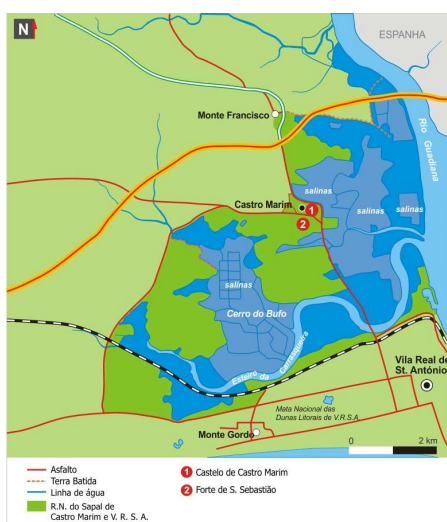 N
ESPANHA
Rio Guadiana
Monte Francisco
salinas
Castro Marim
1
2
salinas
salinas
salinas
Cerro do Bufo
Esteiro da Carrasqueira
Vila Real de
St. António
Mata Nacional das
Dunas Litorais de V.R.S.A.
Monte Gordo
0 2 km
Asfalto
Terra Batida
Linha de água
R.N. do Sapal de
Castro Marim e V. R. S. A.
1 Castelo de Castro Marim
2 Forte de S. Sebastião